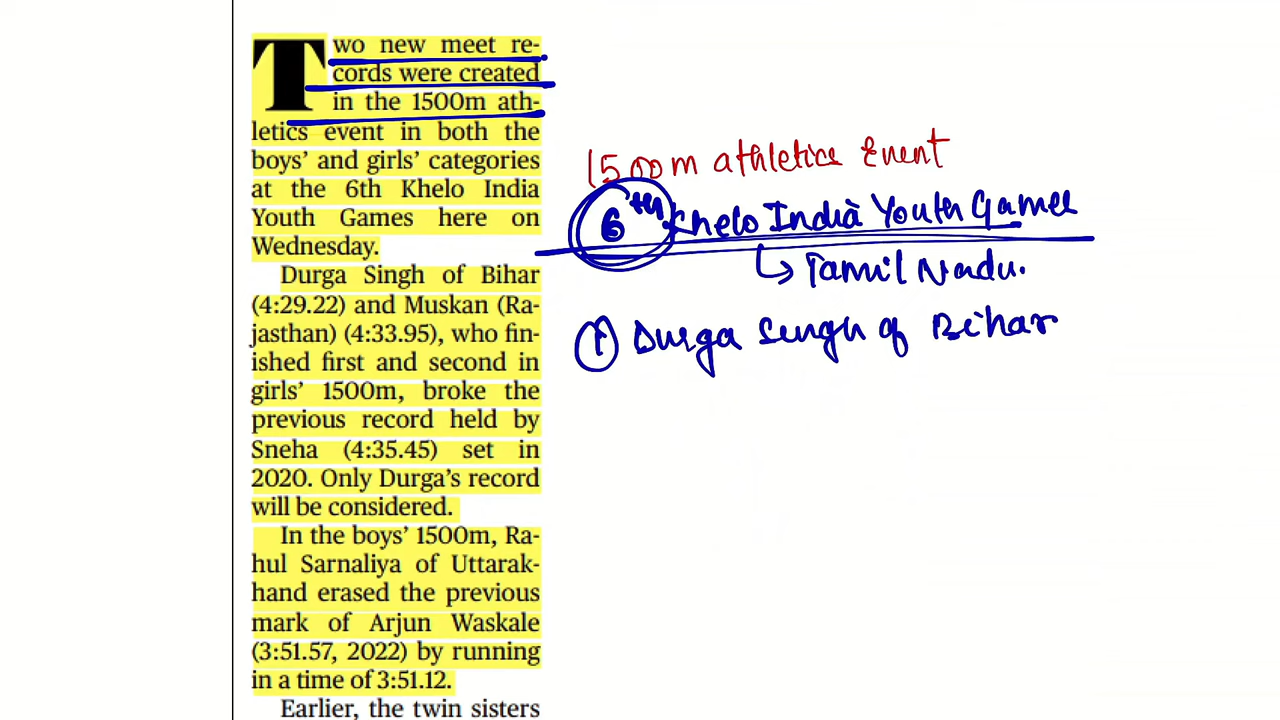 Two new meet re-
cords were created
in the 1500m ath-
letics event in both the
boys' and girls' categories
at the 6th Khelo India
Youth Games here on
Wednesday.
Durga Singh of Bihar
(4:29.22) and Muskan (Ra-
jasthan) (4:33.95), who fin-
ished first and second in
girls' 1500m, broke the
previous record held by
Sneha (4:35.45) set in
2020. Only Durga's record
will be considered.
In the boys' 1500m, Ra-
hul Sarnaliya of Uttarak-
hand erased the previous
mark of Arjun Waskale
(3:51.57, 2022) by running
in a time of 3:51.12.
Earlier, the twin sisters
1500m athletics Event
6th Khelo India Youth Games
↳ Tamil Nadu.
① Durga Singh of Bihar